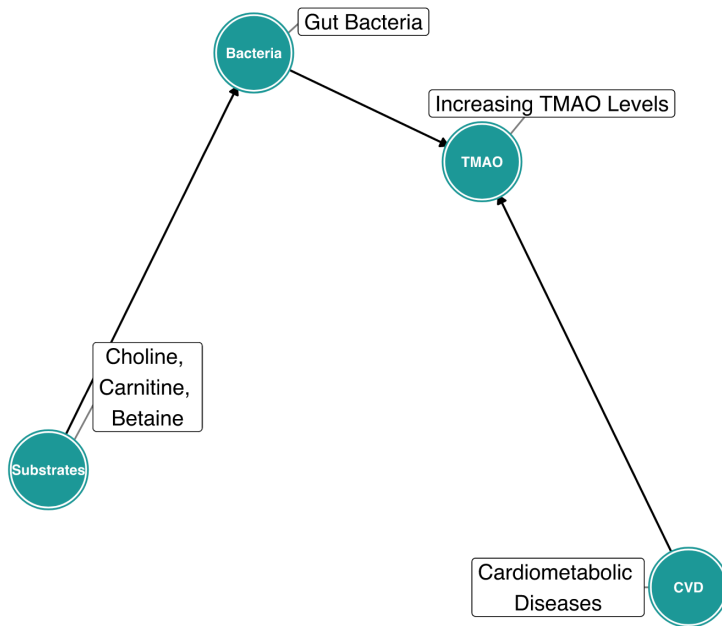 Gut Bacteria
Bacteria
Increasing TMAO Levels
TMAO
Choline,
Carnitine,
Betaine
Substrates
Cardiometabolic
Diseases
CVD